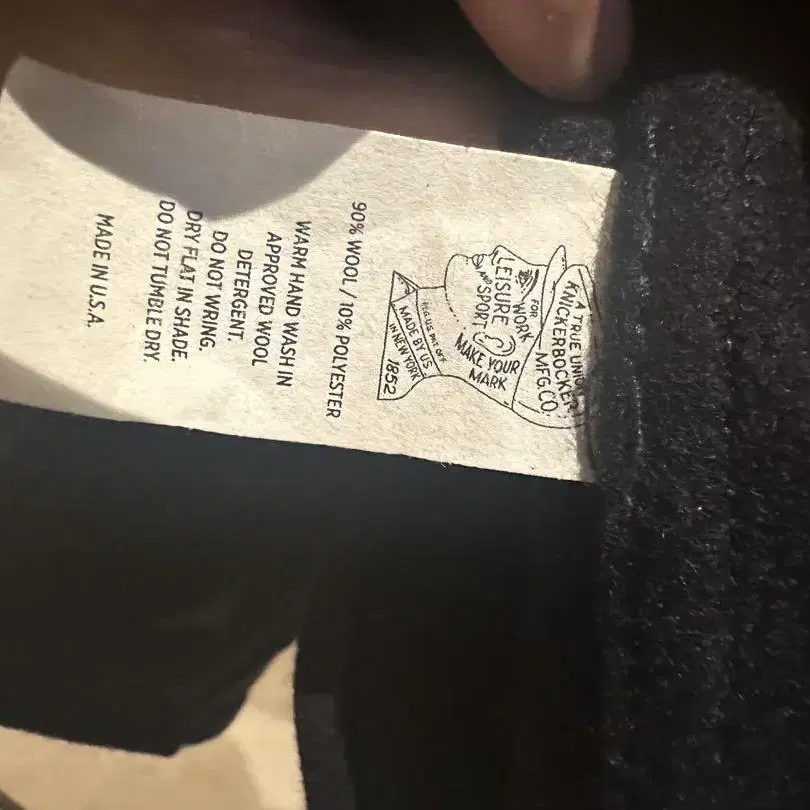 A TRUE UNION
KNICKERBOCKER
MFG.CO.
FOR
WORK
AND
LEISURE
SPORT
MAKE YOUR
MARK
REG. U.S. PAT. OFF.
MADE BY US
IN NEW YORK
1852
90% WOOL / 10% POLYESTER
WARM HAND WASH IN
APPROVED WOOL
DETERGENT.
DO NOT WRING.
DRY FLAT IN SHADE.
DO NOT TUMBLE DRY.
MADE IN U.S.A.